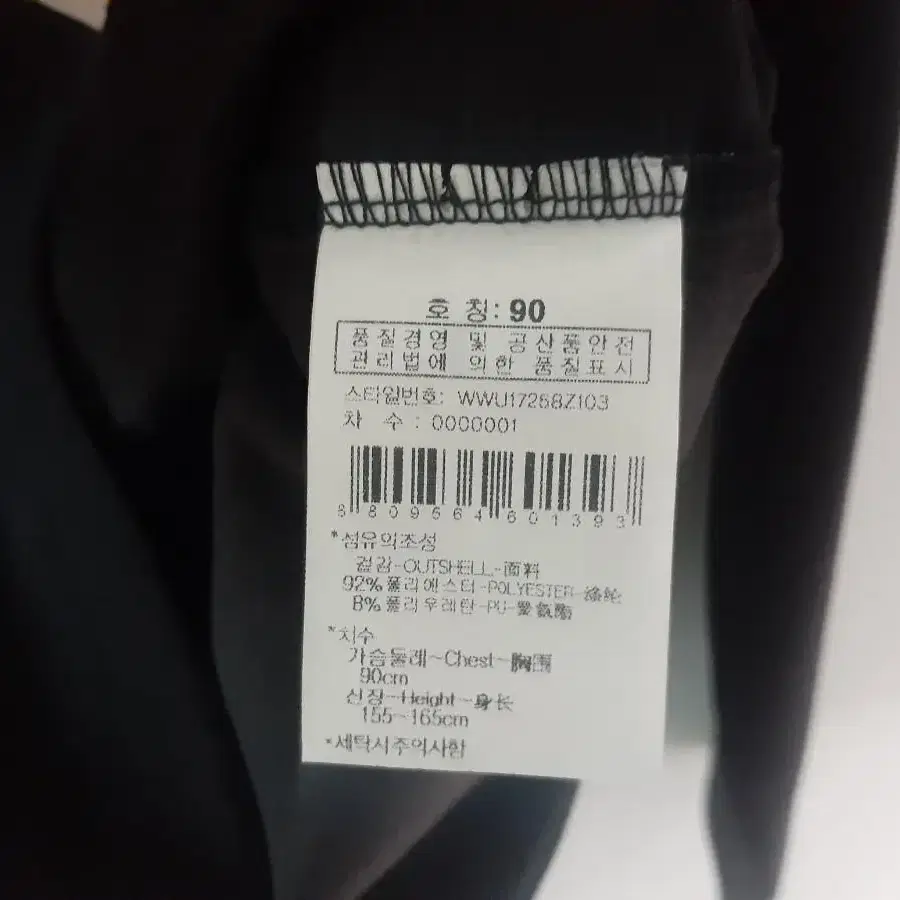 호 칭: 90
품질경영 및 공산품안전
관리법에 의한 품질표시
스타일번호: WWU17258Z103
차 수 : 0000001
8809564601393
*섬유의조성
겉감-OUTSHELL-面料
92% 폴리에스터-POLYESTER-涤纶
8% 폴리우레탄-PU-聚氨酯
*치수
가슴둘레-Chest-胸围
90cm
신장-Height-身长
155~165cm
*세탁시주의사항